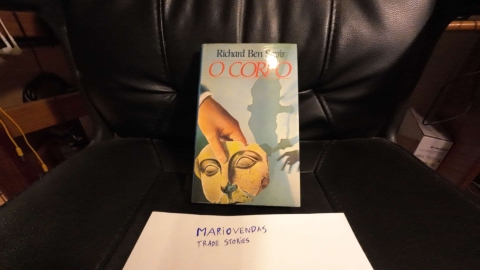 Richard Ben Sapir
O CORPO
MARIOVENDAS
TRADE STORIES